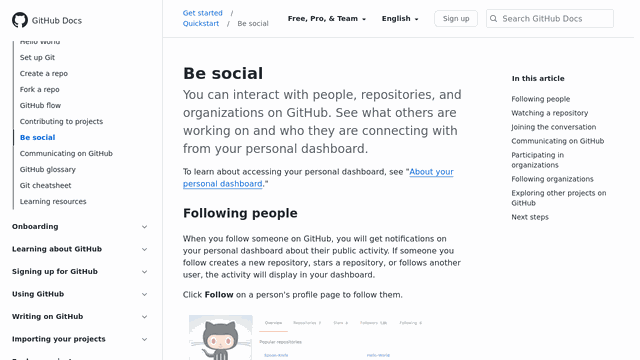 GitHub Docs
Hello World
Set up Git
Create a repo
Fork a repo
GitHub flow
Contributing to projects
Be social
Communicating on GitHub
GitHub glossary
Git cheatsheet
Learning resources
Onboarding
Learning about GitHub
Signing up for GitHub
Using GitHub
Writing on GitHub
Importing your projects
Get started /
Quickstart / Be social
Free, Pro, & Team
English
Sign up
Search GitHub Docs
Be social
You can interact with people, repositories, and
organizations on GitHub. See what others are
working on and who they are connecting with
from your personal dashboard.
To learn about accessing your personal dashboard, see "About your
personal dashboard."
Following people
When you follow someone on GitHub, you will get notifications on
your personal dashboard about their public activity. If someone you
follow creates a new repository, stars a repository, or follows another
user, the activity will display in your dashboard.
Click Follow on a person's profile page to follow them.
Overview
Popular repositories
In this article
Following people
Watching a repository
Joining the conversation
Communicating on GitHub
Participating in
organizations
Following organizations
Exploring other projects on
GitHub
Next steps